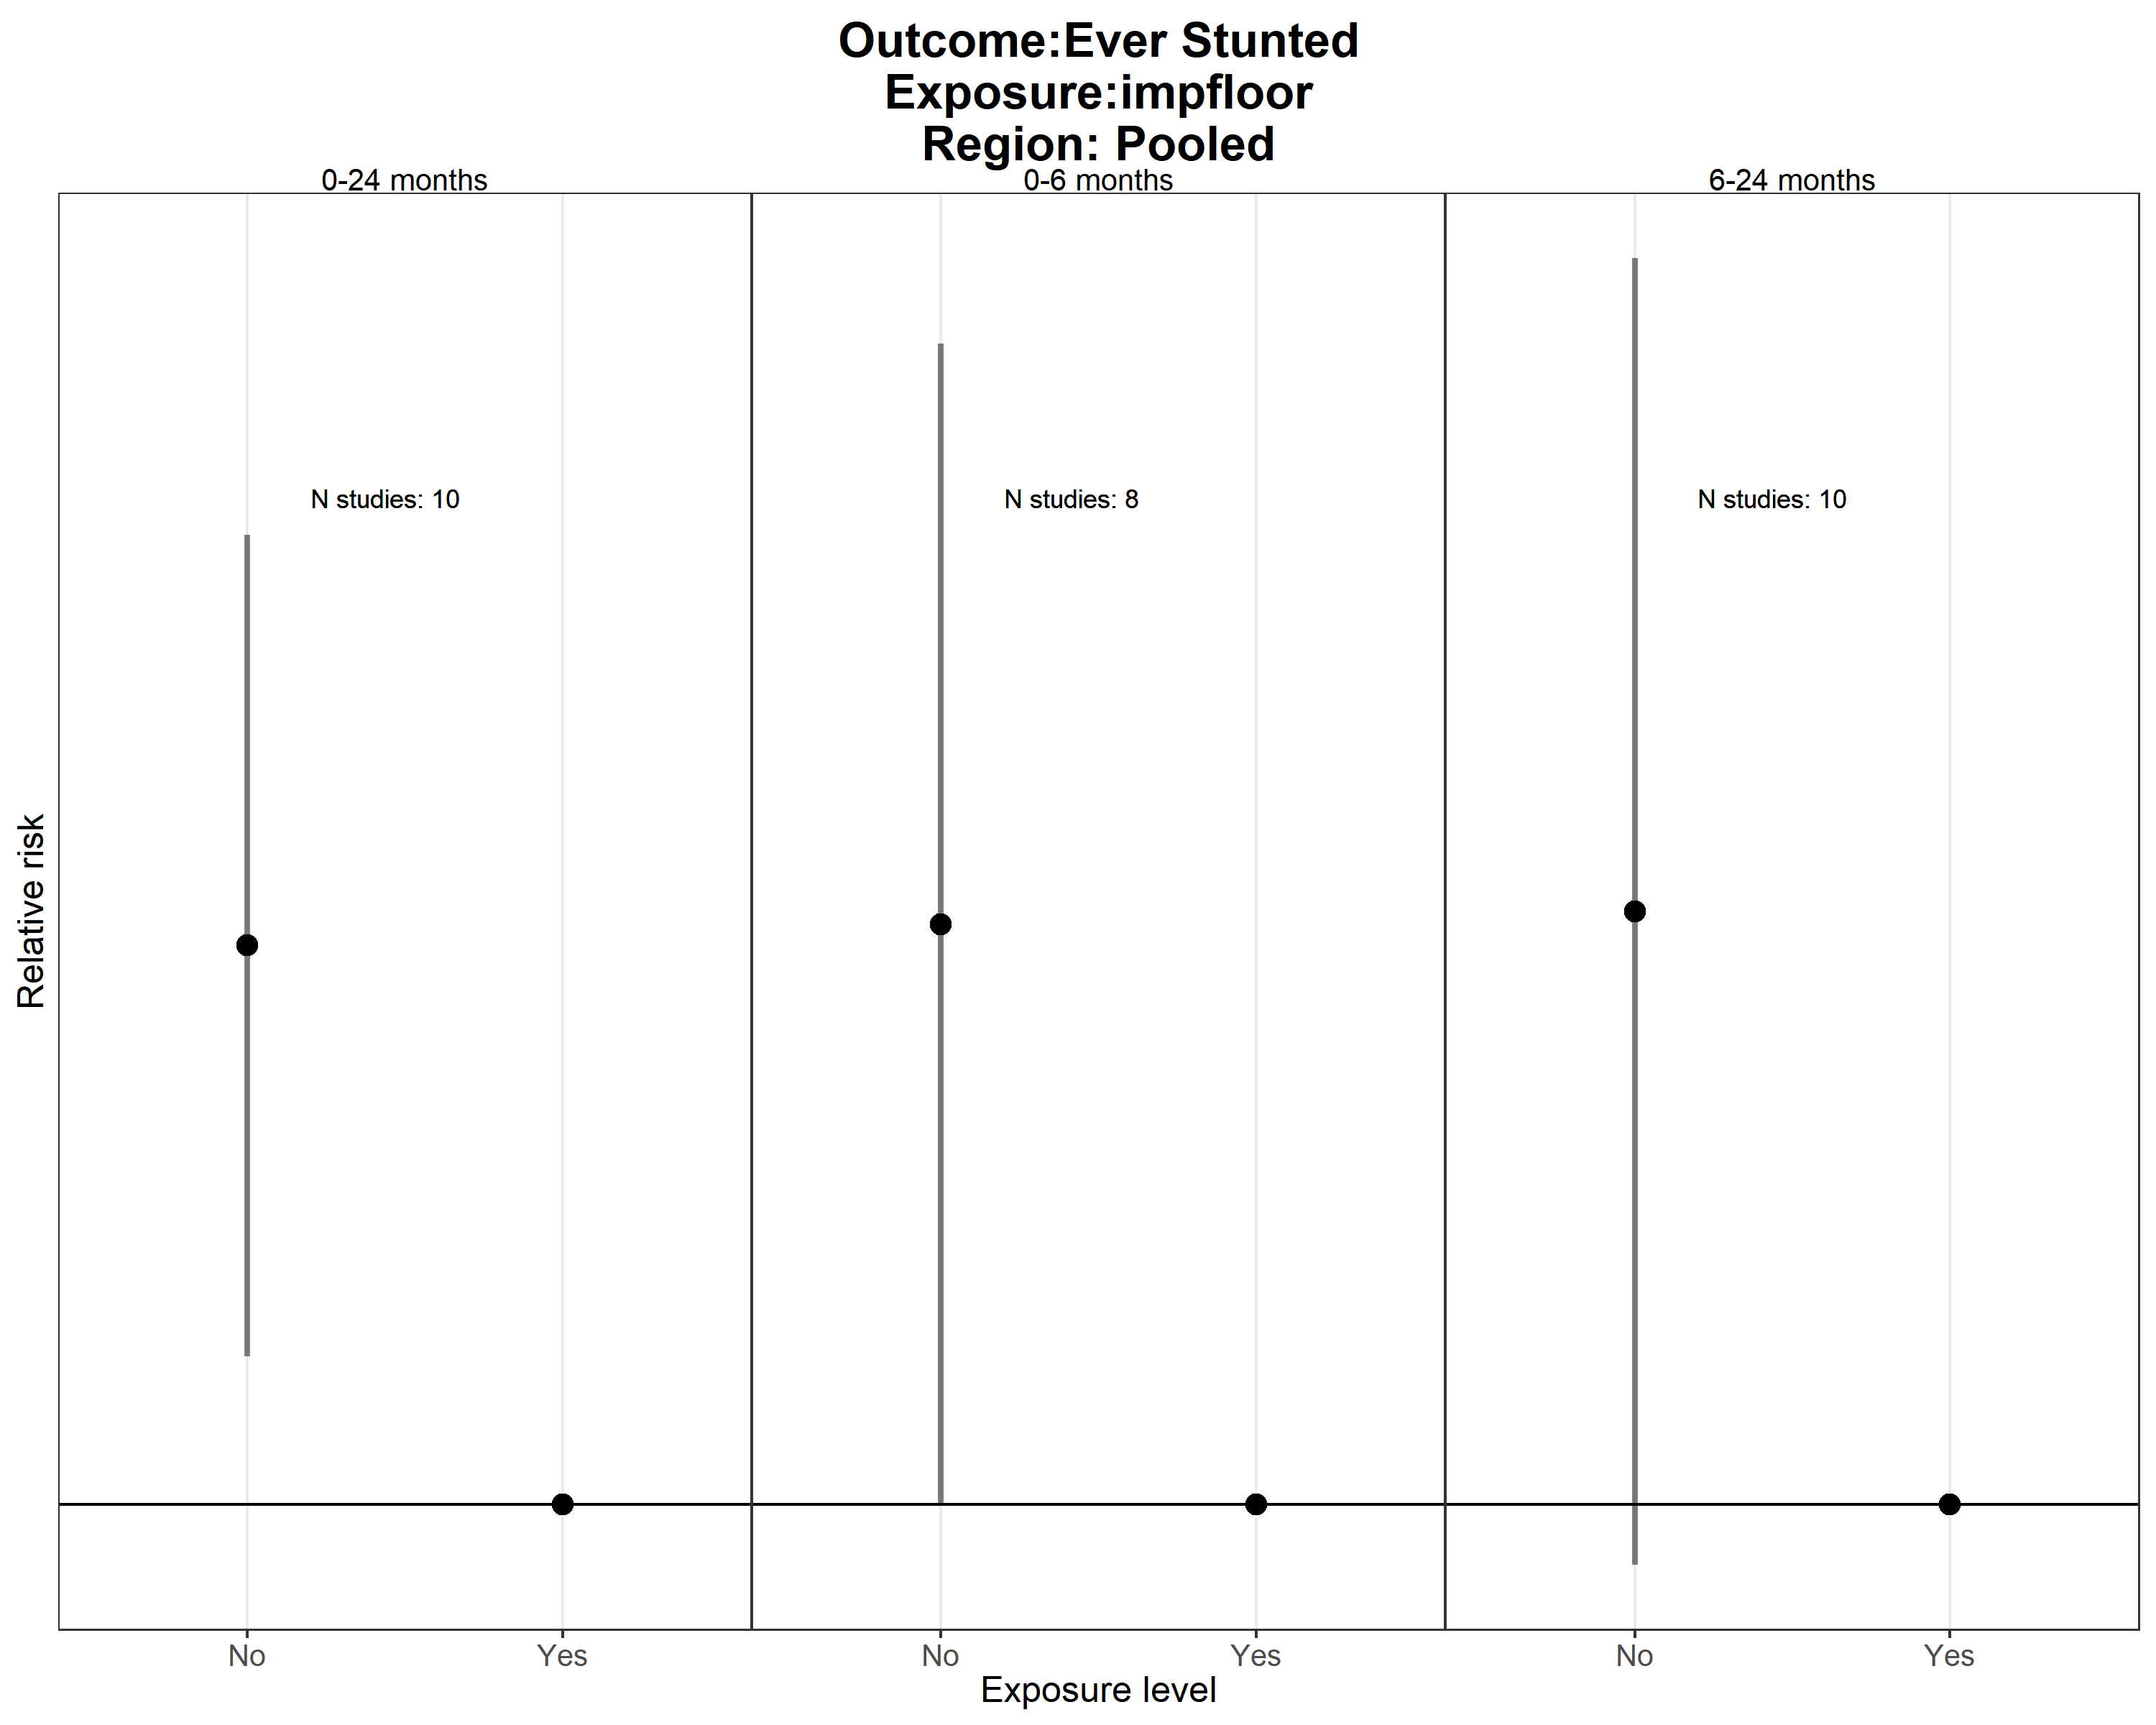 Outcome:Ever Stunted
Exposure:impfloor
Region: Pooled
0-24 months
0-6 months
6-24 months
N studies: 10
N studies: 8
N studies: 10
Relative risk
No
Yes
No
Yes
No
Yes
Exposure level